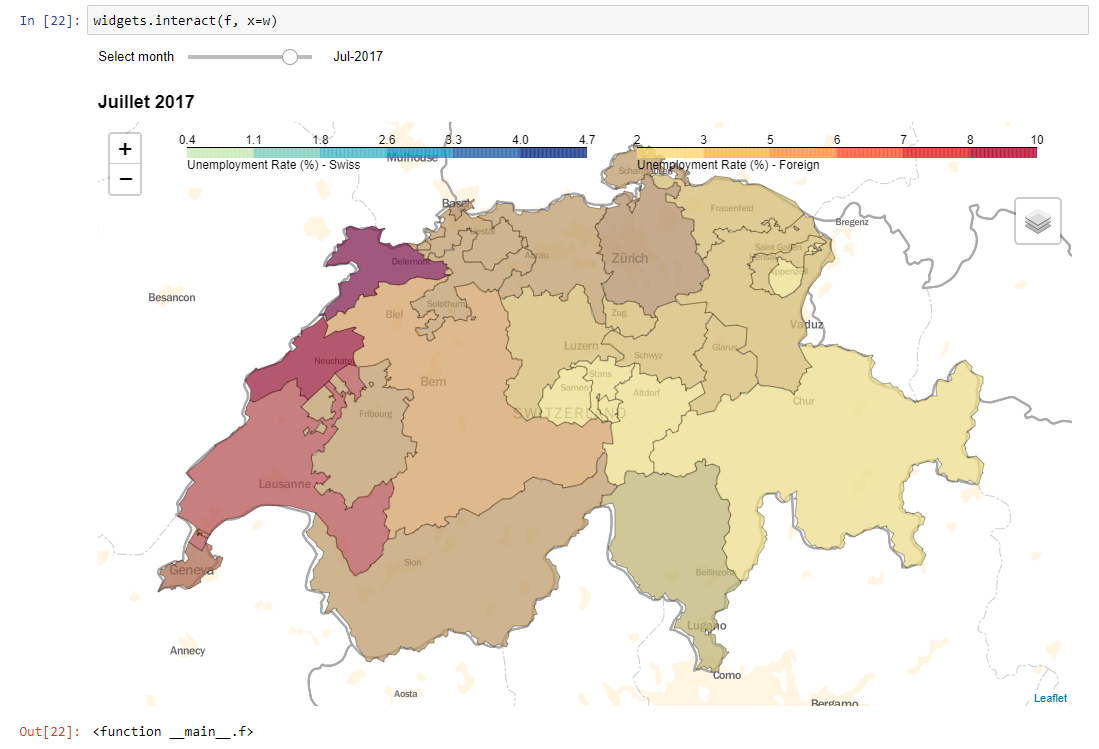 In [22]: widgets.interact(f, x=w)
Select month Jul-2017
Juillet 2017
+
−
0.4 1.1 1.8 2.6 3.3 4.0 4.7
Unemployment Rate (%) - Swiss
2 3 5 6 7 8 10
Unemployment Rate (%) - Foreign
Mulhouse
Basel
Frauenfeld
Bregenz
Saint Gallen
Appenzell
Aarau
Zürich
Delemont
Besancon
Solothurn
Biel
Zug
Vaduz
Luzern
Schwyz
Glarus
Neuchatel
Bern
Stans
Sarnen
Altdorf
Chur
Fribourg
SWITZERLAND
Lausanne
Sion
Geneva
Bellinzona
Lugano
Annecy
Como
Aosta
Bergamo
Leaflet
Out[22]: <function __main__.f>